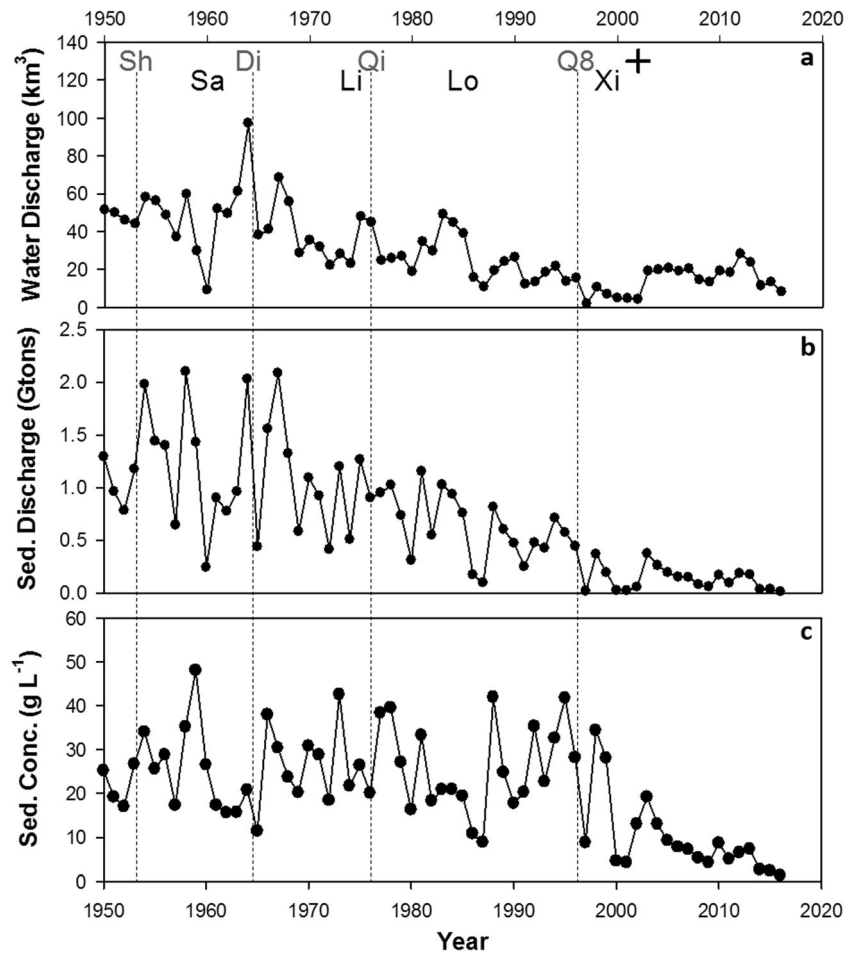 1950 1960 1970 1980 1990 2000 2010 2020
140
120
100
80
60
40
20
0
Water Discharge (km³)
Sh Di Qi Q8 +
Sa Li Lo Xi
a
2.5
2.0
1.5
1.0
0.5
0.0
Sed. Discharge (Gtons)
b
60
50
40
30
20
10
0
Sed. Conc. (g L⁻¹)
c
1950 1960 1970 1980 1990 2000 2010 2020
Year